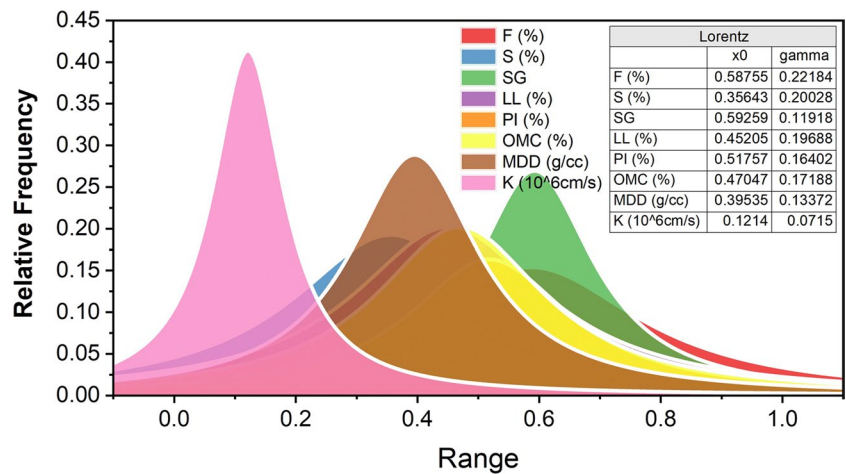 0.45
0.40
0.35
0.30
0.25
0.20
0.15
0.10
0.05
0.00
Relative Frequency
0.0 0.2 0.4 0.6 0.8 1.0
Range
F (%)
S (%)
SG
LL (%)
PI (%)
OMC (%)
MDD (g/cc)
K (10^6cm/s)
Lorentz
x0 gamma
F (%) 0.58755 0.22184
S (%) 0.35643 0.20028
SG 0.59259 0.11918
LL (%) 0.45205 0.19688
PI (%) 0.51757 0.16402
OMC (%) 0.47047 0.17188
MDD (g/cc) 0.39535 0.13372
K (10^6cm/s) 0.1214 0.0715